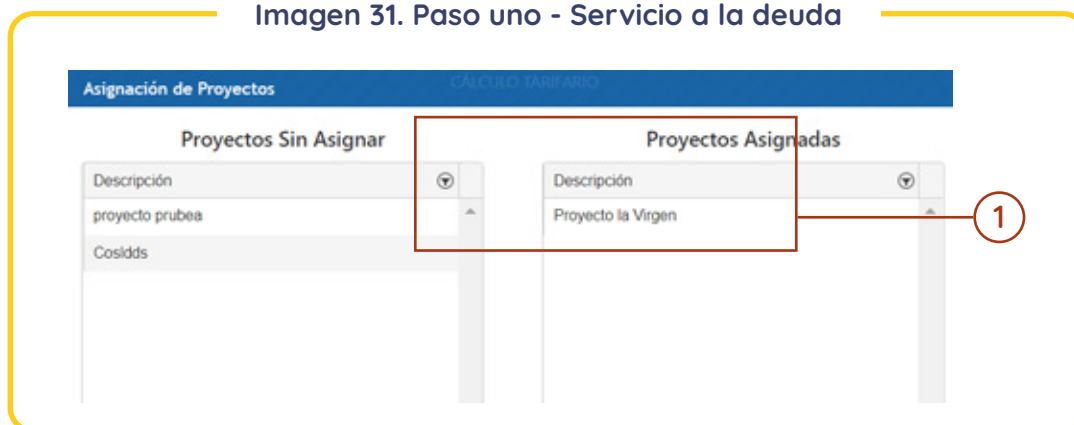 Imagen 31. Paso uno - Servicio a la deuda
Asignación de Proyectos
CÁLCULO TARIFARIO
Proyectos Sin Asignar
Proyectos Asignadas
Descripción
Descripción
proyecto prubea
Proyecto la Virgen
1
Cosldds